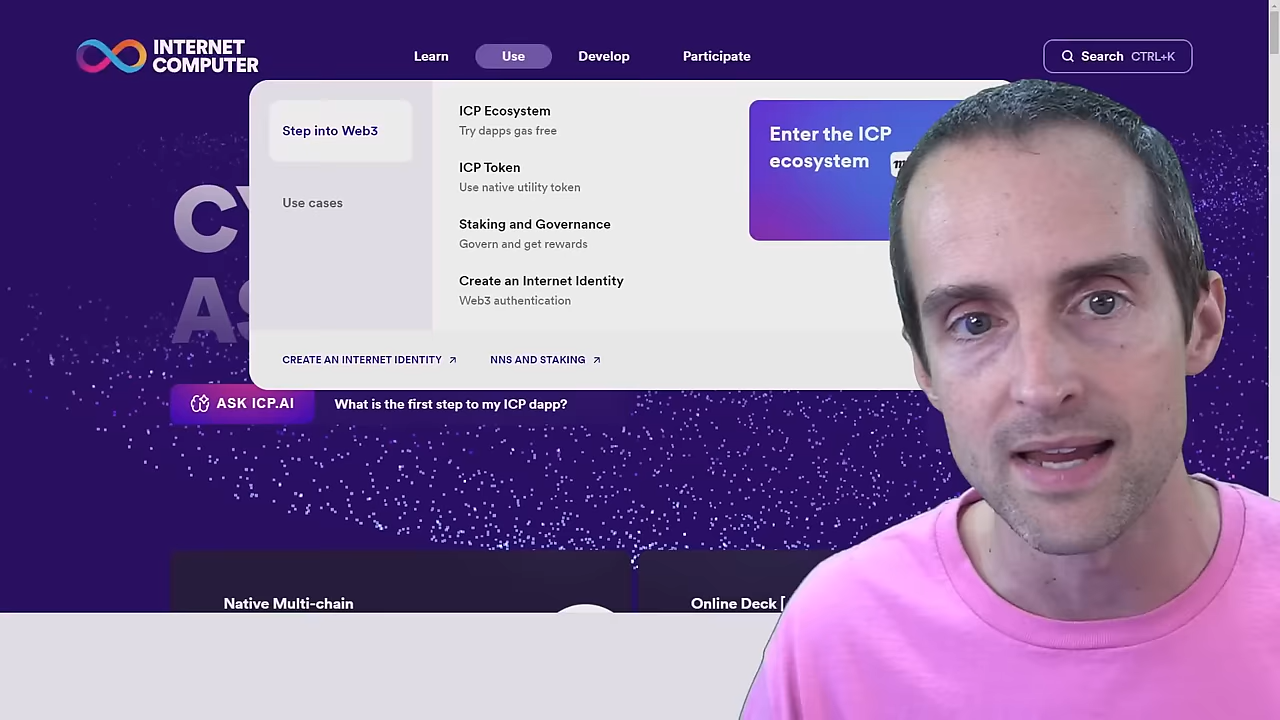 INTERNET
COMPUTER
Learn
Use
Develop
Participate
Search CTRL+K
Step into Web3
Use cases
ICP Ecosystem
Try dapps gas free
ICP Token
Use native utility token
Staking and Governance
Govern and get rewards
Create an Internet Identity
Web3 authentication
Enter the ICP
ecosystem
CREATE AN INTERNET IDENTITY
NNS AND STAKING
ASK ICP.AI
What is the first step to my ICP dapp?
Native Multi-chain
Online Deck [